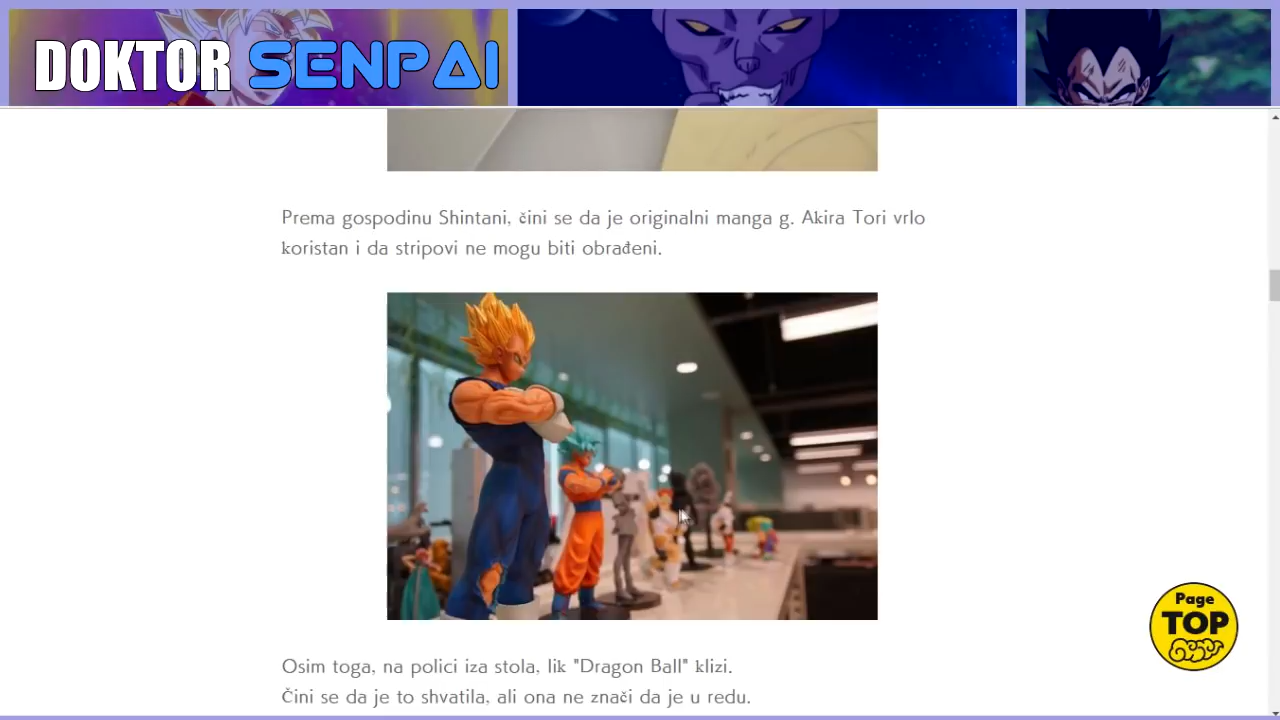 DOKTOR SENPAI
Prema gospodinu Shintani, čini se da je originalni manga g. Akira Tori vrlo
koristan i da stripovi ne mogu biti obrađeni.
Osim toga, na polici iza stola, lik "Dragon Ball" klizi.
Čini se da je to shvatila, ali ona ne znači da je u redu.
Page
TOP